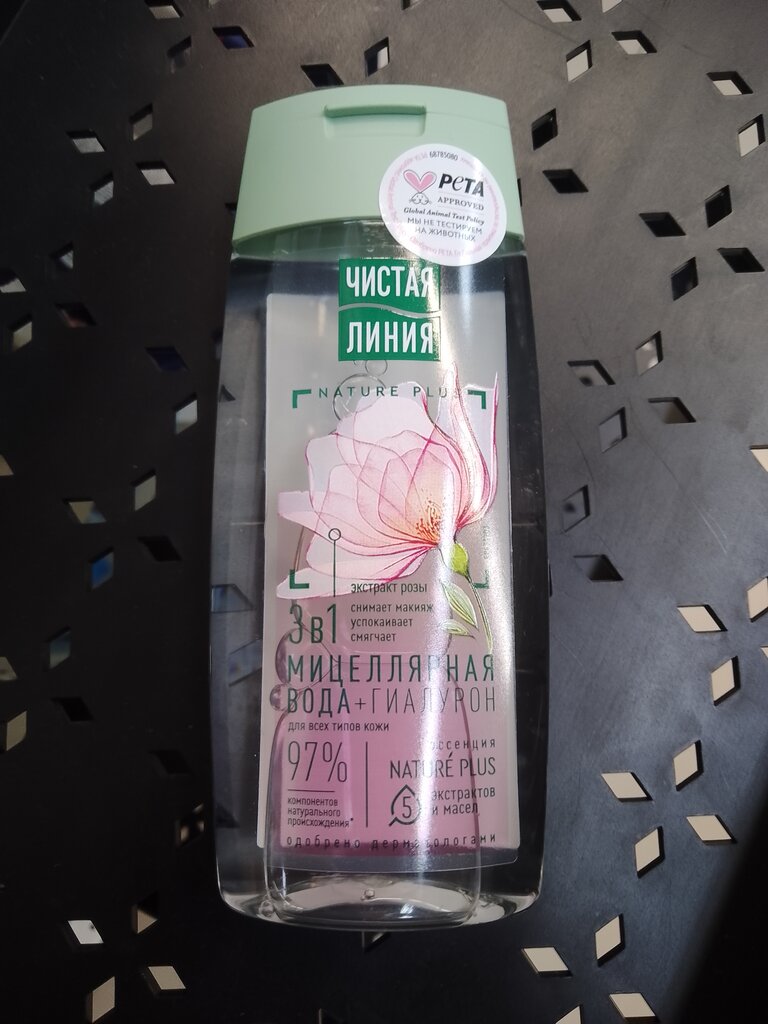 68785080
PETA
APPROVED
Global Animal Test Policy
МЫ НЕ ТЕСТИРУЕМ
НА ЖИВОТНЫХ
ЧИСТАЯ
ЛИНИЯ
NATURE PLUS
экстракт розы
3в1
снимает макияж
успокаивает
смягчает
МИЦЕЛЛЯРНАЯ
ВОДА+ГИАЛУРОН
для всех типов кожи
97%
компонентов
натурального
происхождения*
эссенция
NATURÉ PLUS
5 экстрактов
и масел
одобрено дерматологами